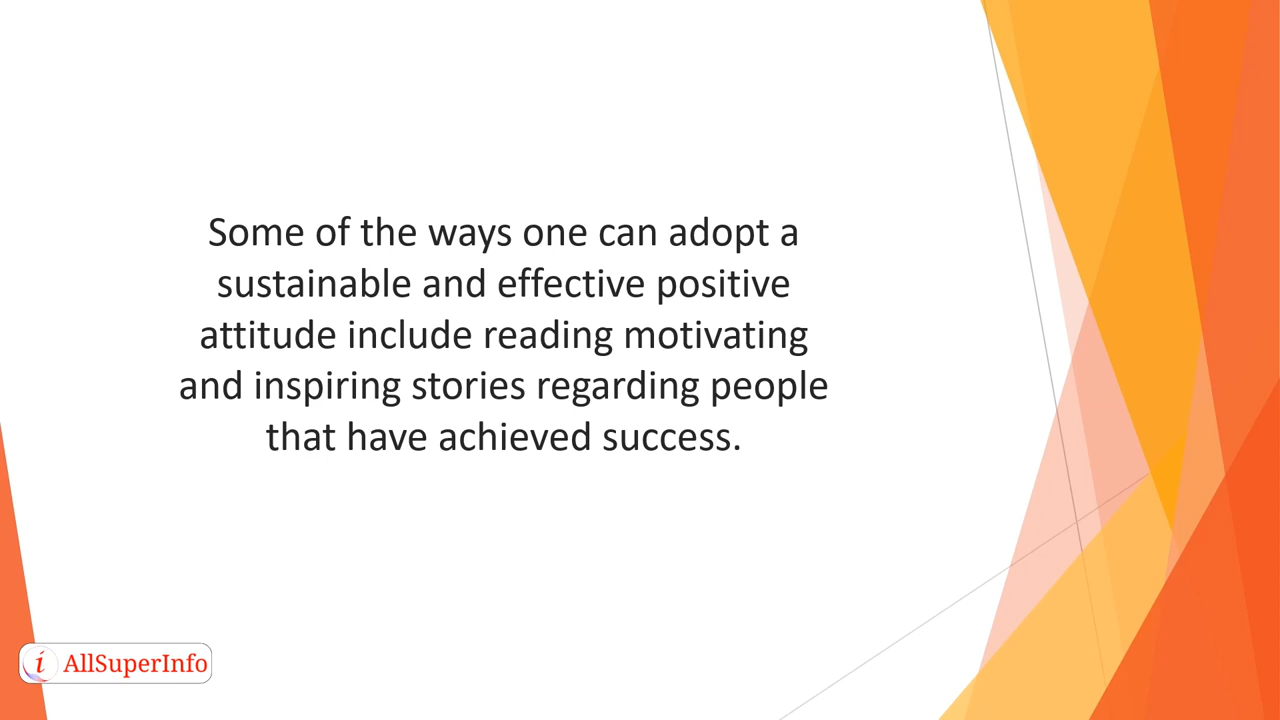 Some of the ways one can adopt a
sustainable and effective positive
attitude include reading motivating
and inspiring stories regarding people
that have achieved success.
i AllSuperInfo